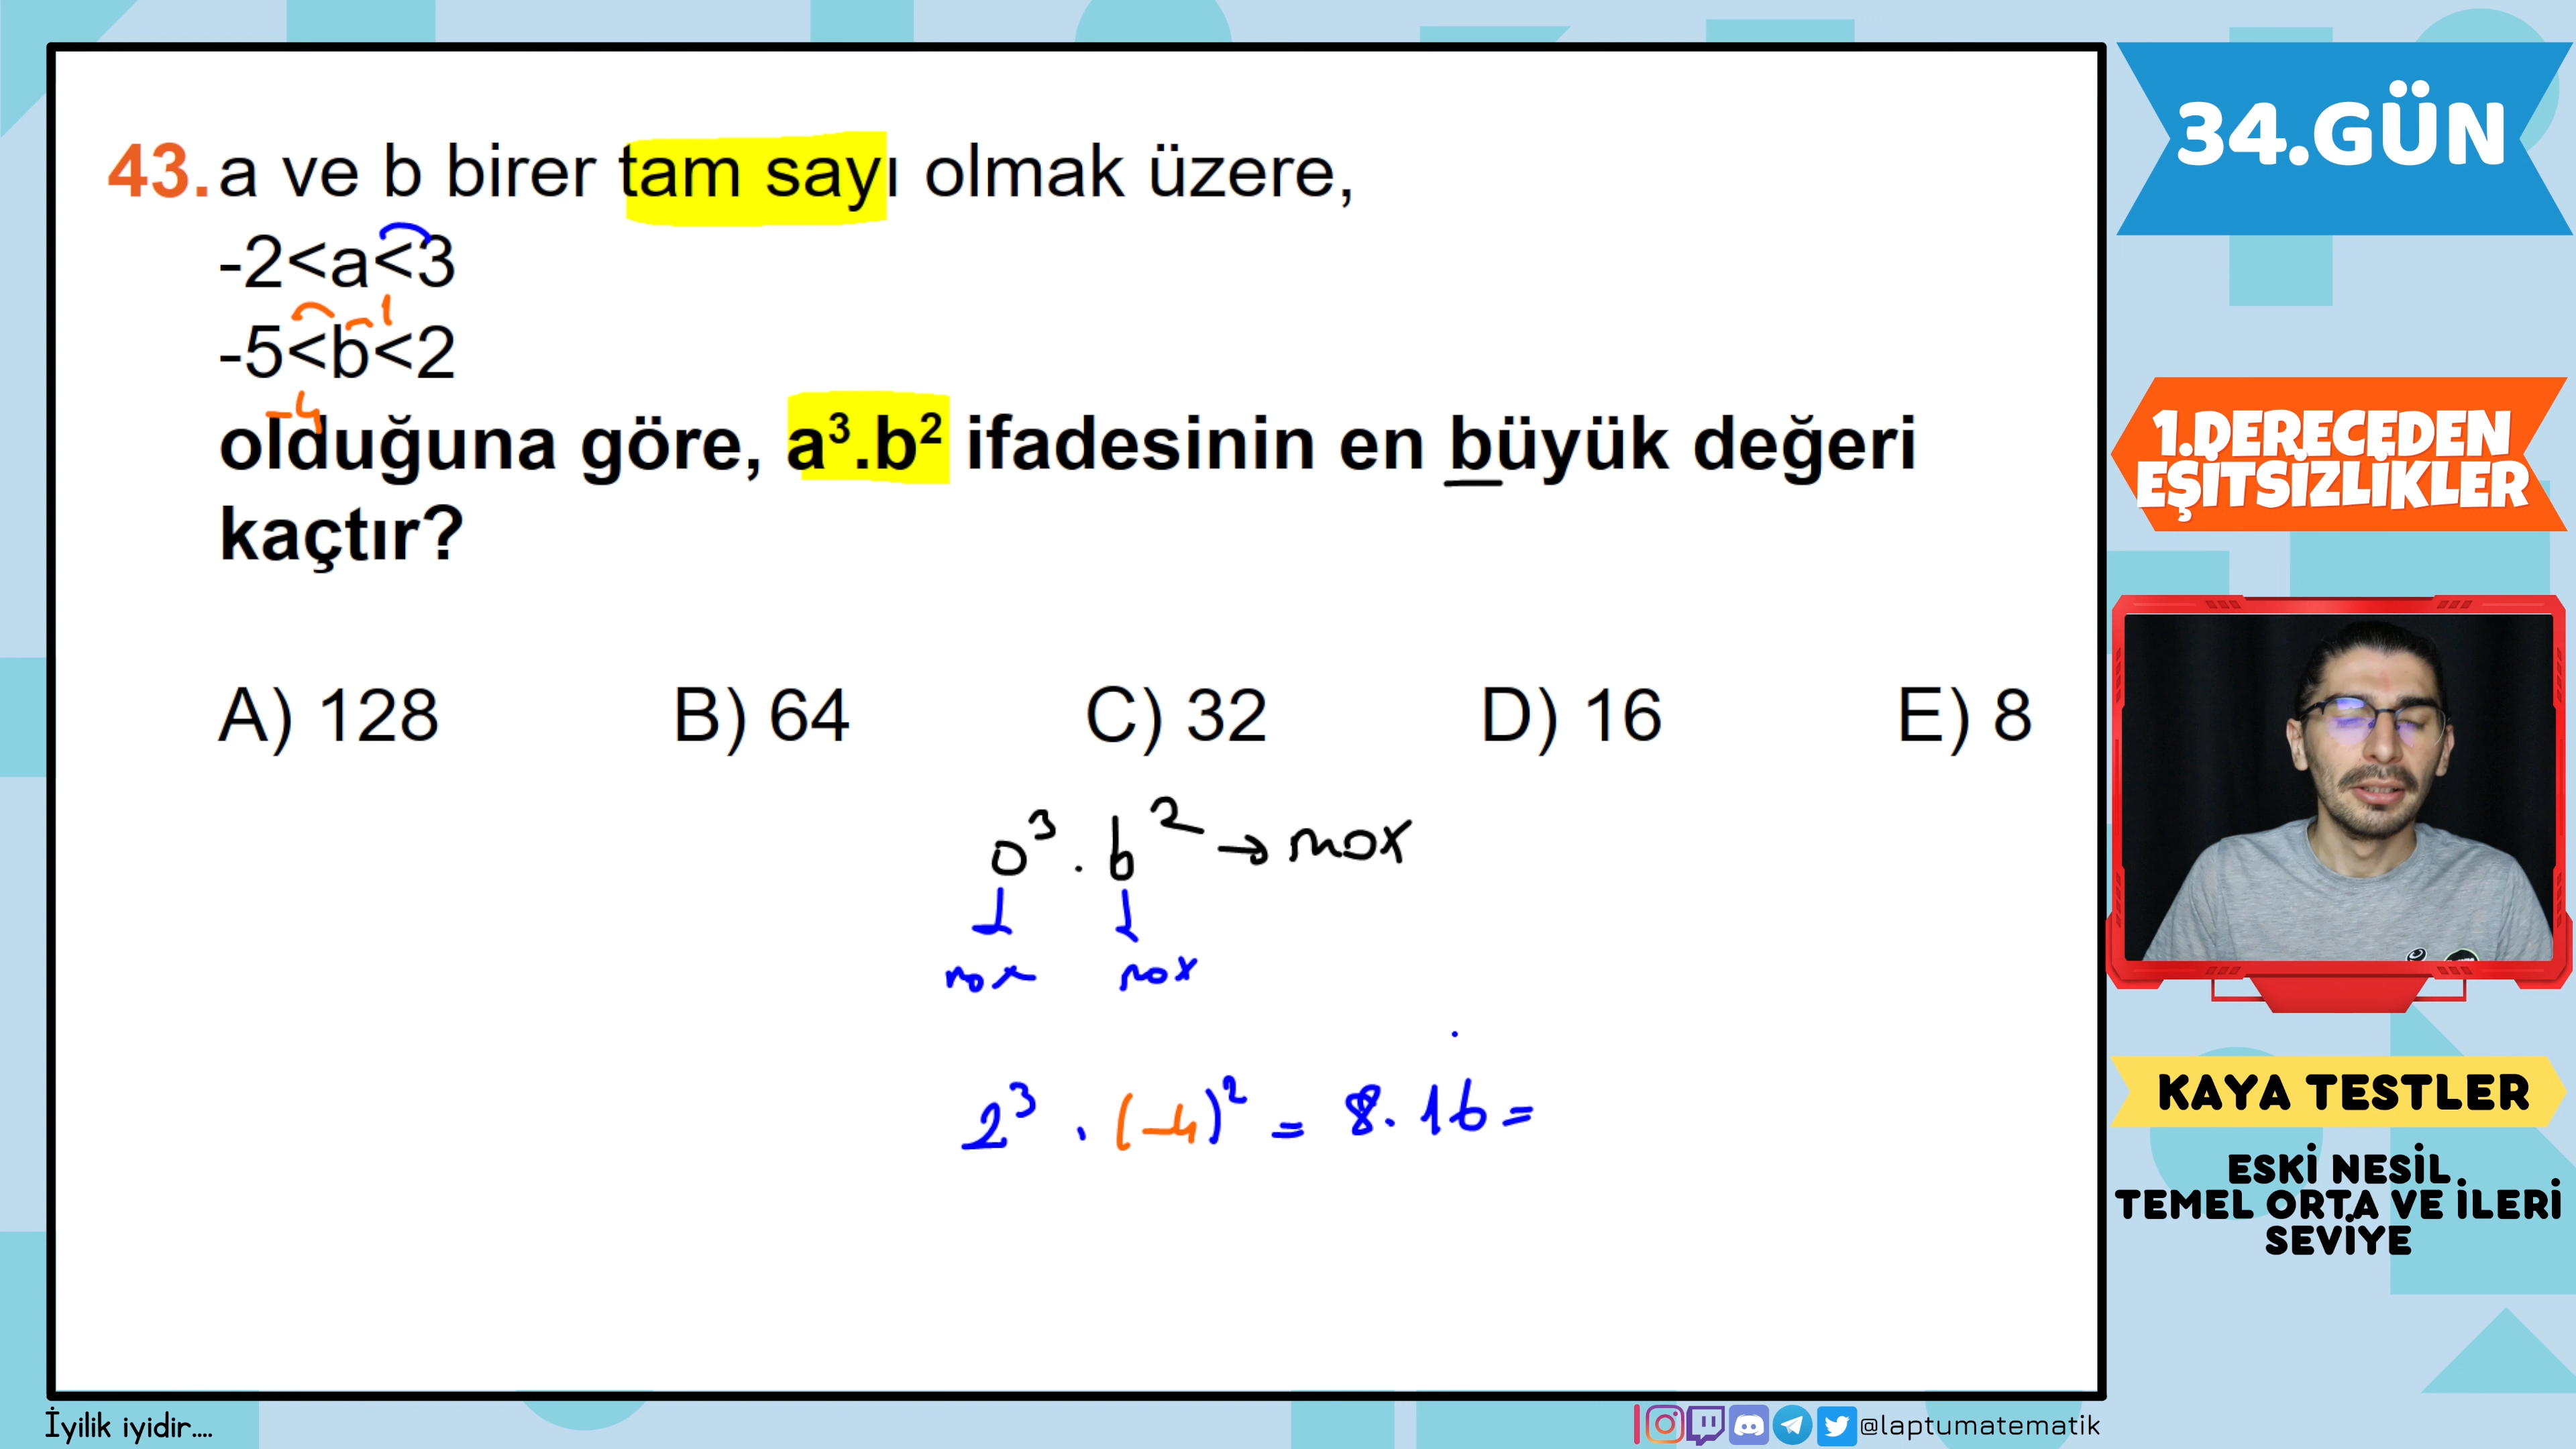 34.GÜN
43. a ve b birer tam sayı olmak üzere,
-2<a<3
1
-5<b<2
-4
olduğuna göre, a³.b² ifadesinin en büyük değeri
kaçtır?
A) 128 B) 64 C) 32 D) 16 E) 8
a³ . b² → max
max max
2³ . (-4)² = 8 . 16 =
1.DERECEDEN
EŞİTSİZLİKLER
KAYA TESTLER
ESKİ NESİL
TEMEL ORTA VE İLERİ
SEVİYE
İyilik iyidir....
@laptumatematik